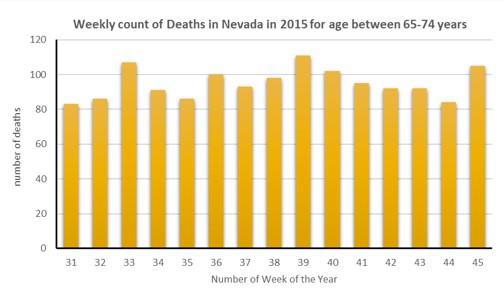 Weekly count of Deaths in Nevada in 2015 for age between 65-74 years
120
100
80
60
40
20
0
number of deaths
31 32 33 34 35 36 37 38 39 40 41 42 43 44 45
Number of Week of the Year